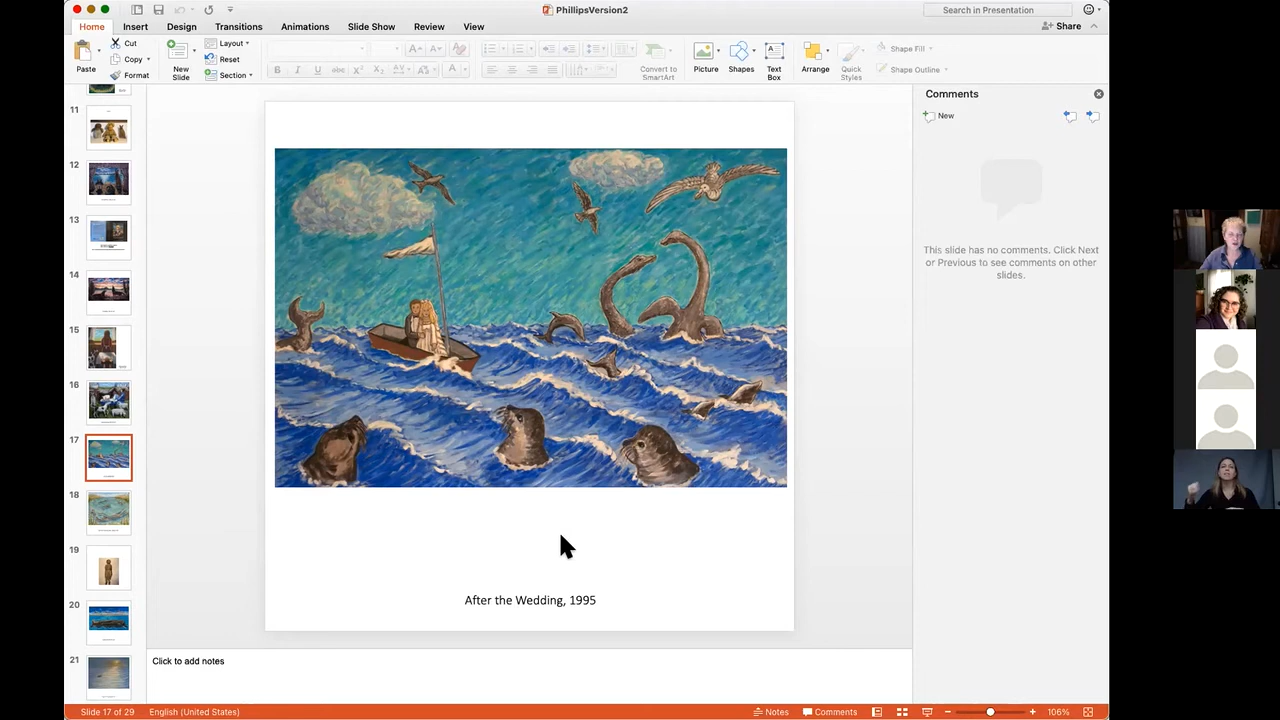 PhillipsVersion2
Search in Presentation
Home
Insert
Design
Transitions
Animations
Slide Show
Review
View
Share
Paste
Cut
Copy
Format
New
Slide
Layout
Reset
Section
Convert to
SmartArt
Picture
Shapes
Text
Box
Arrange
Quick
Styles
Shape Fill
Shape Outline
11
12
13
14
15
16
17
18
19
20
21
After the Wedding, 1995
Click to add notes
Comments
New
This slide has no comments. Click Next
or Previous to see comments on other
slides.
Slide 17 of 29
English (United States)
Notes
Comments
106%